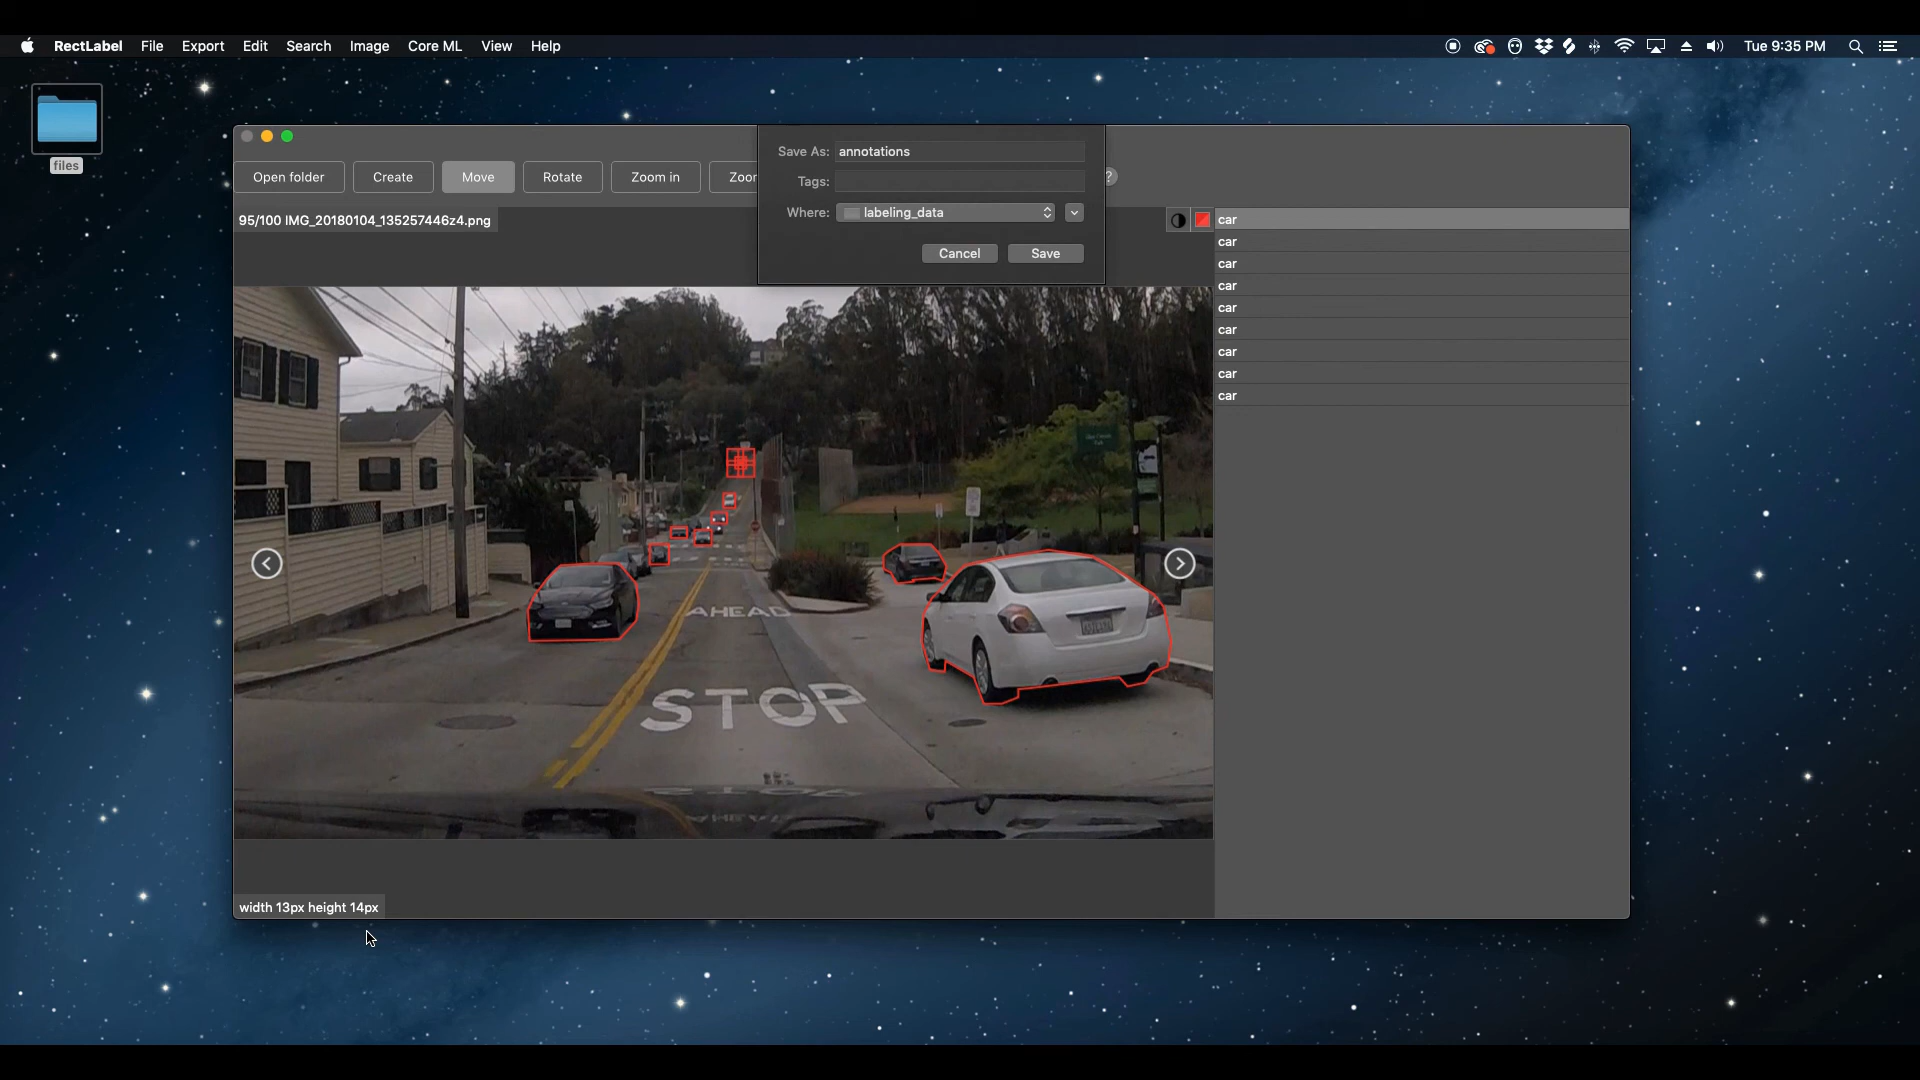 RectLabel File Export Edit Search Image Core ML View Help Tue 9:35 PM
files
Save As: annotations
Tags:
Where: labeling_data
Cancel Save
Open folder Create Move Rotate Zoom in Zoo ?
95/100 IMG_20180104_135257446z4.png
car
car
car
car
car
car
car
car
car
AHEAD
STOP
width 13px height 14px